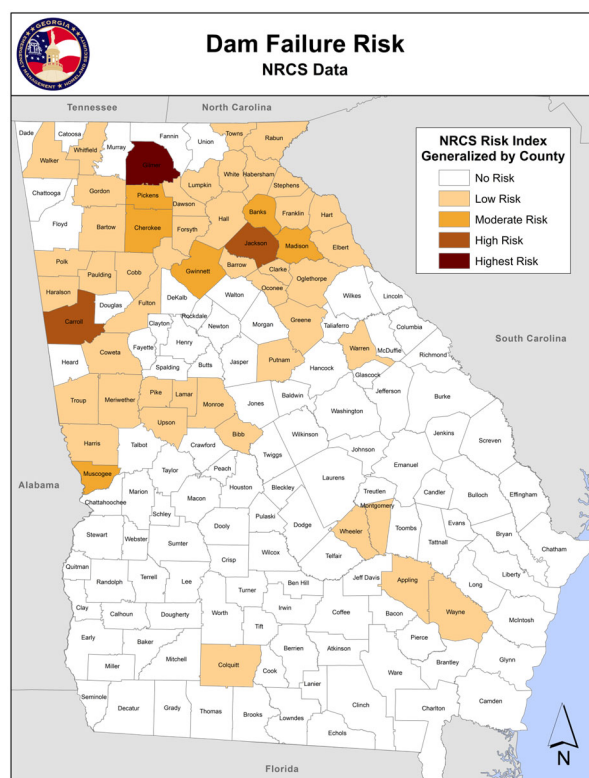 GEORGIA
EMERGENCY MANAGEMENT HOMELAND SECURITY
Dam Failure Risk
NRCS Data
Tennessee North Carolina
NRCS Risk Index
Generalized by County
No Risk
Low Risk
Moderate Risk
High Risk
Highest Risk
Dade Catoosa Fannin Towns Rabun
Walker Whitfield Murray Union
Gilmer White Habersham
Chattooga Gordon Pickens Lumpkin Stephens
Dawson Banks Franklin Hart
Floyd Bartow Cherokee Forsyth Hall
Jackson Madison Elbert
Polk Paulding Cobb Gwinnett Barrow Clarke
Haralson Fulton Oconee Oglethorpe
Douglas DeKalb Walton Wilkes Lincoln
Carroll Rockdale Morgan Greene Taliaferro Columbia
Clayton Newton Warren McDuffie
Heard Coweta Fayette Henry Richmond
Spalding Butts Jasper Putnam Hancock Glascock
South Carolina
Troup Meriwether Pike Lamar Monroe Jones Baldwin Jefferson Burke
Upson Washington
Harris Bibb Wilkinson Jenkins Screven
Talbot Crawford Twiggs Johnson
Muscogee Taylor Peach Emanuel
Alabama
Chattahoochee Marion Macon Houston Bleckley Laurens Treutlen Candler Bulloch Effingham
Schley Pulaski Montgomery
Stewart Webster Dooly Dodge Wheeler Toombs Evans Bryan
Sumter Wilcox Telfair Tattnall Chatham
Quitman Crisp
Randolph Terrell Lee Ben Hill Jeff Davis Appling Long Liberty
Turner
Clay Calhoun Dougherty Worth Irwin Coffee Bacon Wayne McIntosh
Tift
Early Baker Pierce
Mitchell Berrien Atkinson
Miller Colquitt Cook Ware Brantley Glynn
Lanier
Seminole Clinch Camden
Decatur Grady Thomas Brooks Lowndes Charlton
Echols
Florida
N